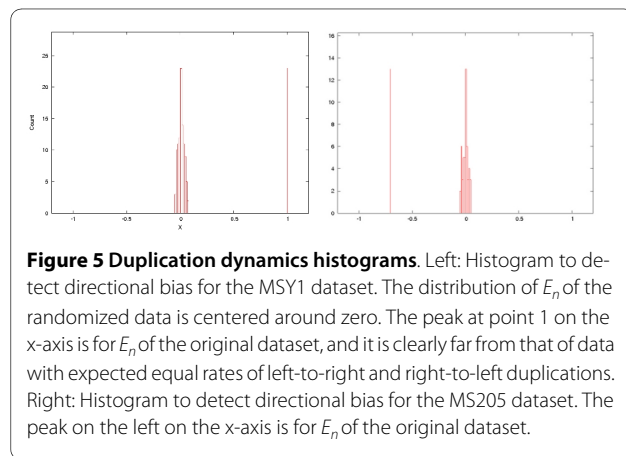 25
20
15
10
5
0
Count
-1
-0.5
0
0.5
1
X
16
14
12
10
8
6
4
2
0
-1
-0.5
0
0.5
1
Figure 5 Duplication dynamics histograms. Left: Histogram to de-
tect directional bias for the MSY1 dataset. The distribution of En of the
randomized data is centered around zero. The peak at point 1 on the
x-axis is for En of the original dataset, and it is clearly far from that of data
with expected equal rates of left-to-right and right-to-left duplications.
Right: Histogram to detect directional bias for the MS205 dataset. The
peak on the left on the x-axis is for En of the original dataset.